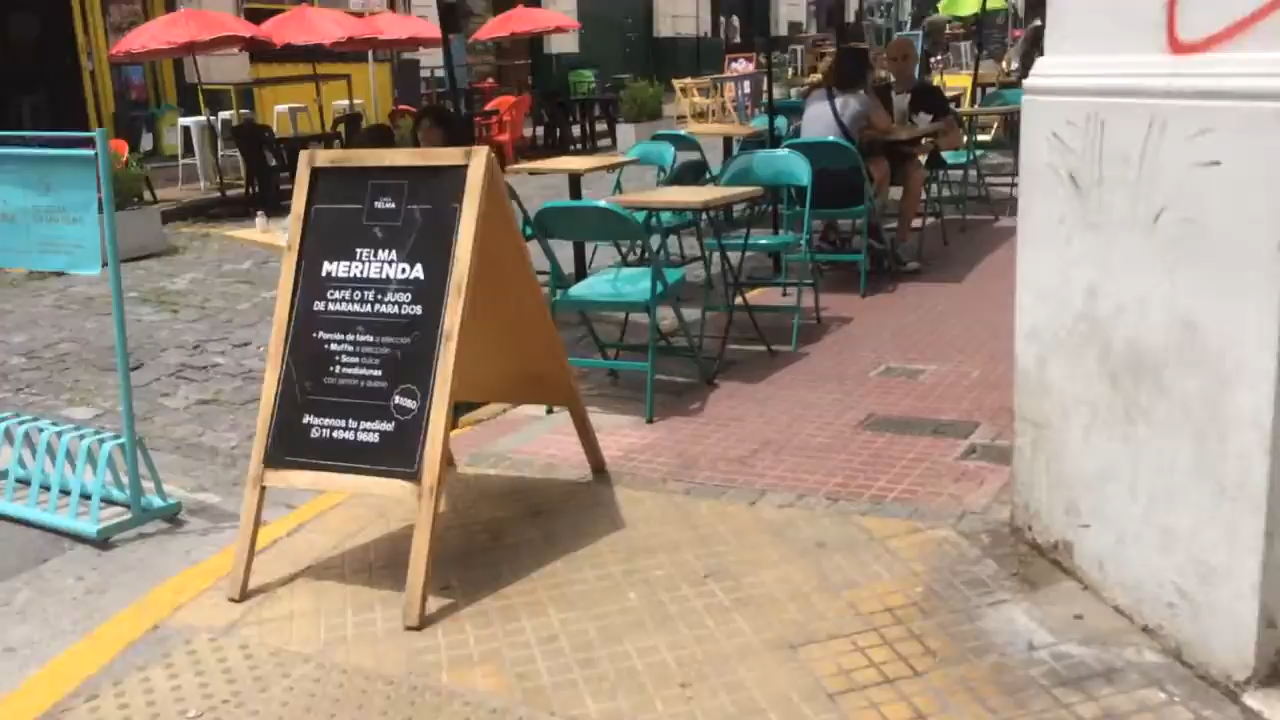 CASA
TELMA
TELMA
MERIENDA
CAFÉ O TÉ + JUGO
DE NARANJA PARA DOS
+ Porción de torta a elección
+ Muffin a elección
+ Scon dulce
+ 2 medialunas
con jamón y queso
$1050
¡Hacenos tu pedido!
11 4946 9685